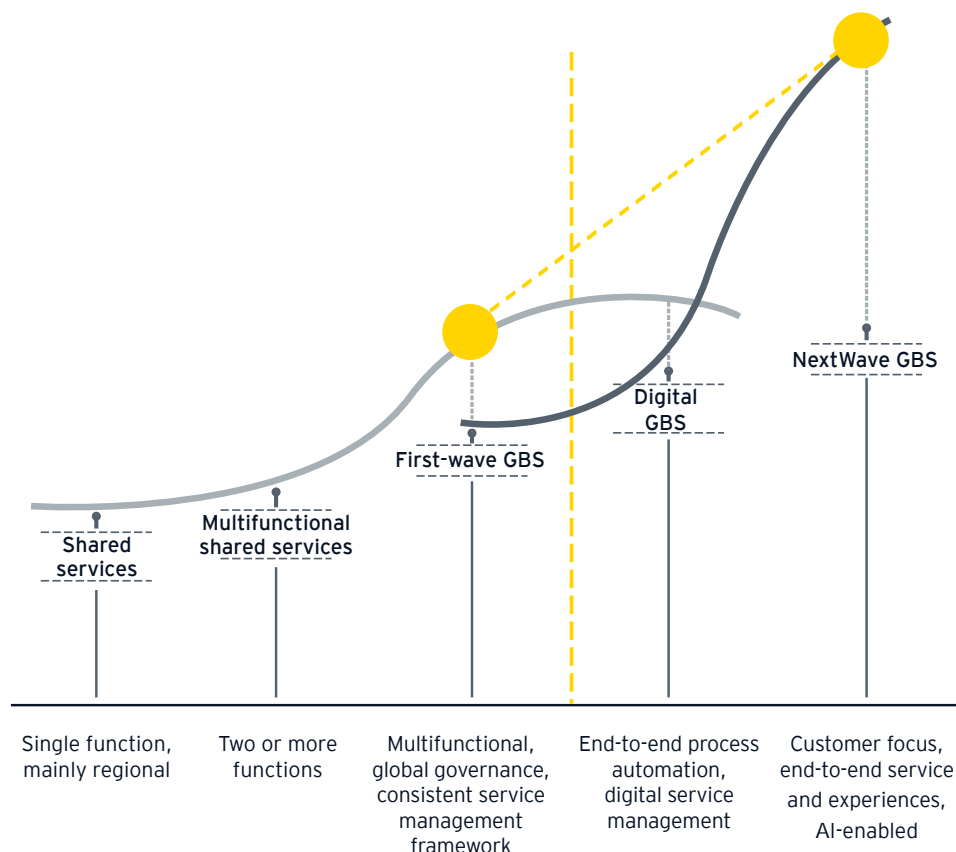 NextWave GBS
Digital
GBS
First-wave GBS
Multifunctional
shared services
Shared
services
Single function,
mainly regional
Two or more
functions
Multifunctional,
global governance,
consistent service
management
framework
End-to-end process
automation,
digital service
management
Customer focus,
end-to-end service
and experiences,
AI-enabled